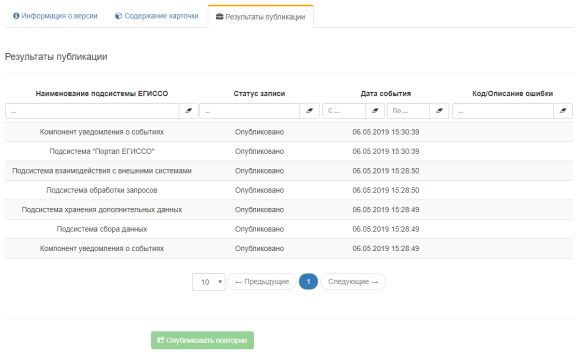 Информация о версии Содержание карточки Результаты публикации
Результаты публикации
Наименование подсистемы ЕГИССО Статус записи Дата события Код/Описание ошибки
... ... С ... По ... ...
Компонент уведомления о событиях Опубликовано 06.05.2019 15:30:39
Подсистема "Портал ЕГИССО" Опубликовано 06.05.2019 15:30:39
Подсистема взаимодействия с внешними системами Опубликовано 06.05.2019 15:28:50
Подсистема обработки запросов Опубликовано 06.05.2019 15:28:50
Подсистема хранения дополнительных данных Опубликовано 06.05.2019 15:28:49
Подсистема сбора данных Опубликовано 06.05.2019 15:28:49
Компонент уведомления о событиях Опубликовано 06.05.2019 15:28:49
10 ← Предыдущие 1 Следующие →
Опубликовать повторно